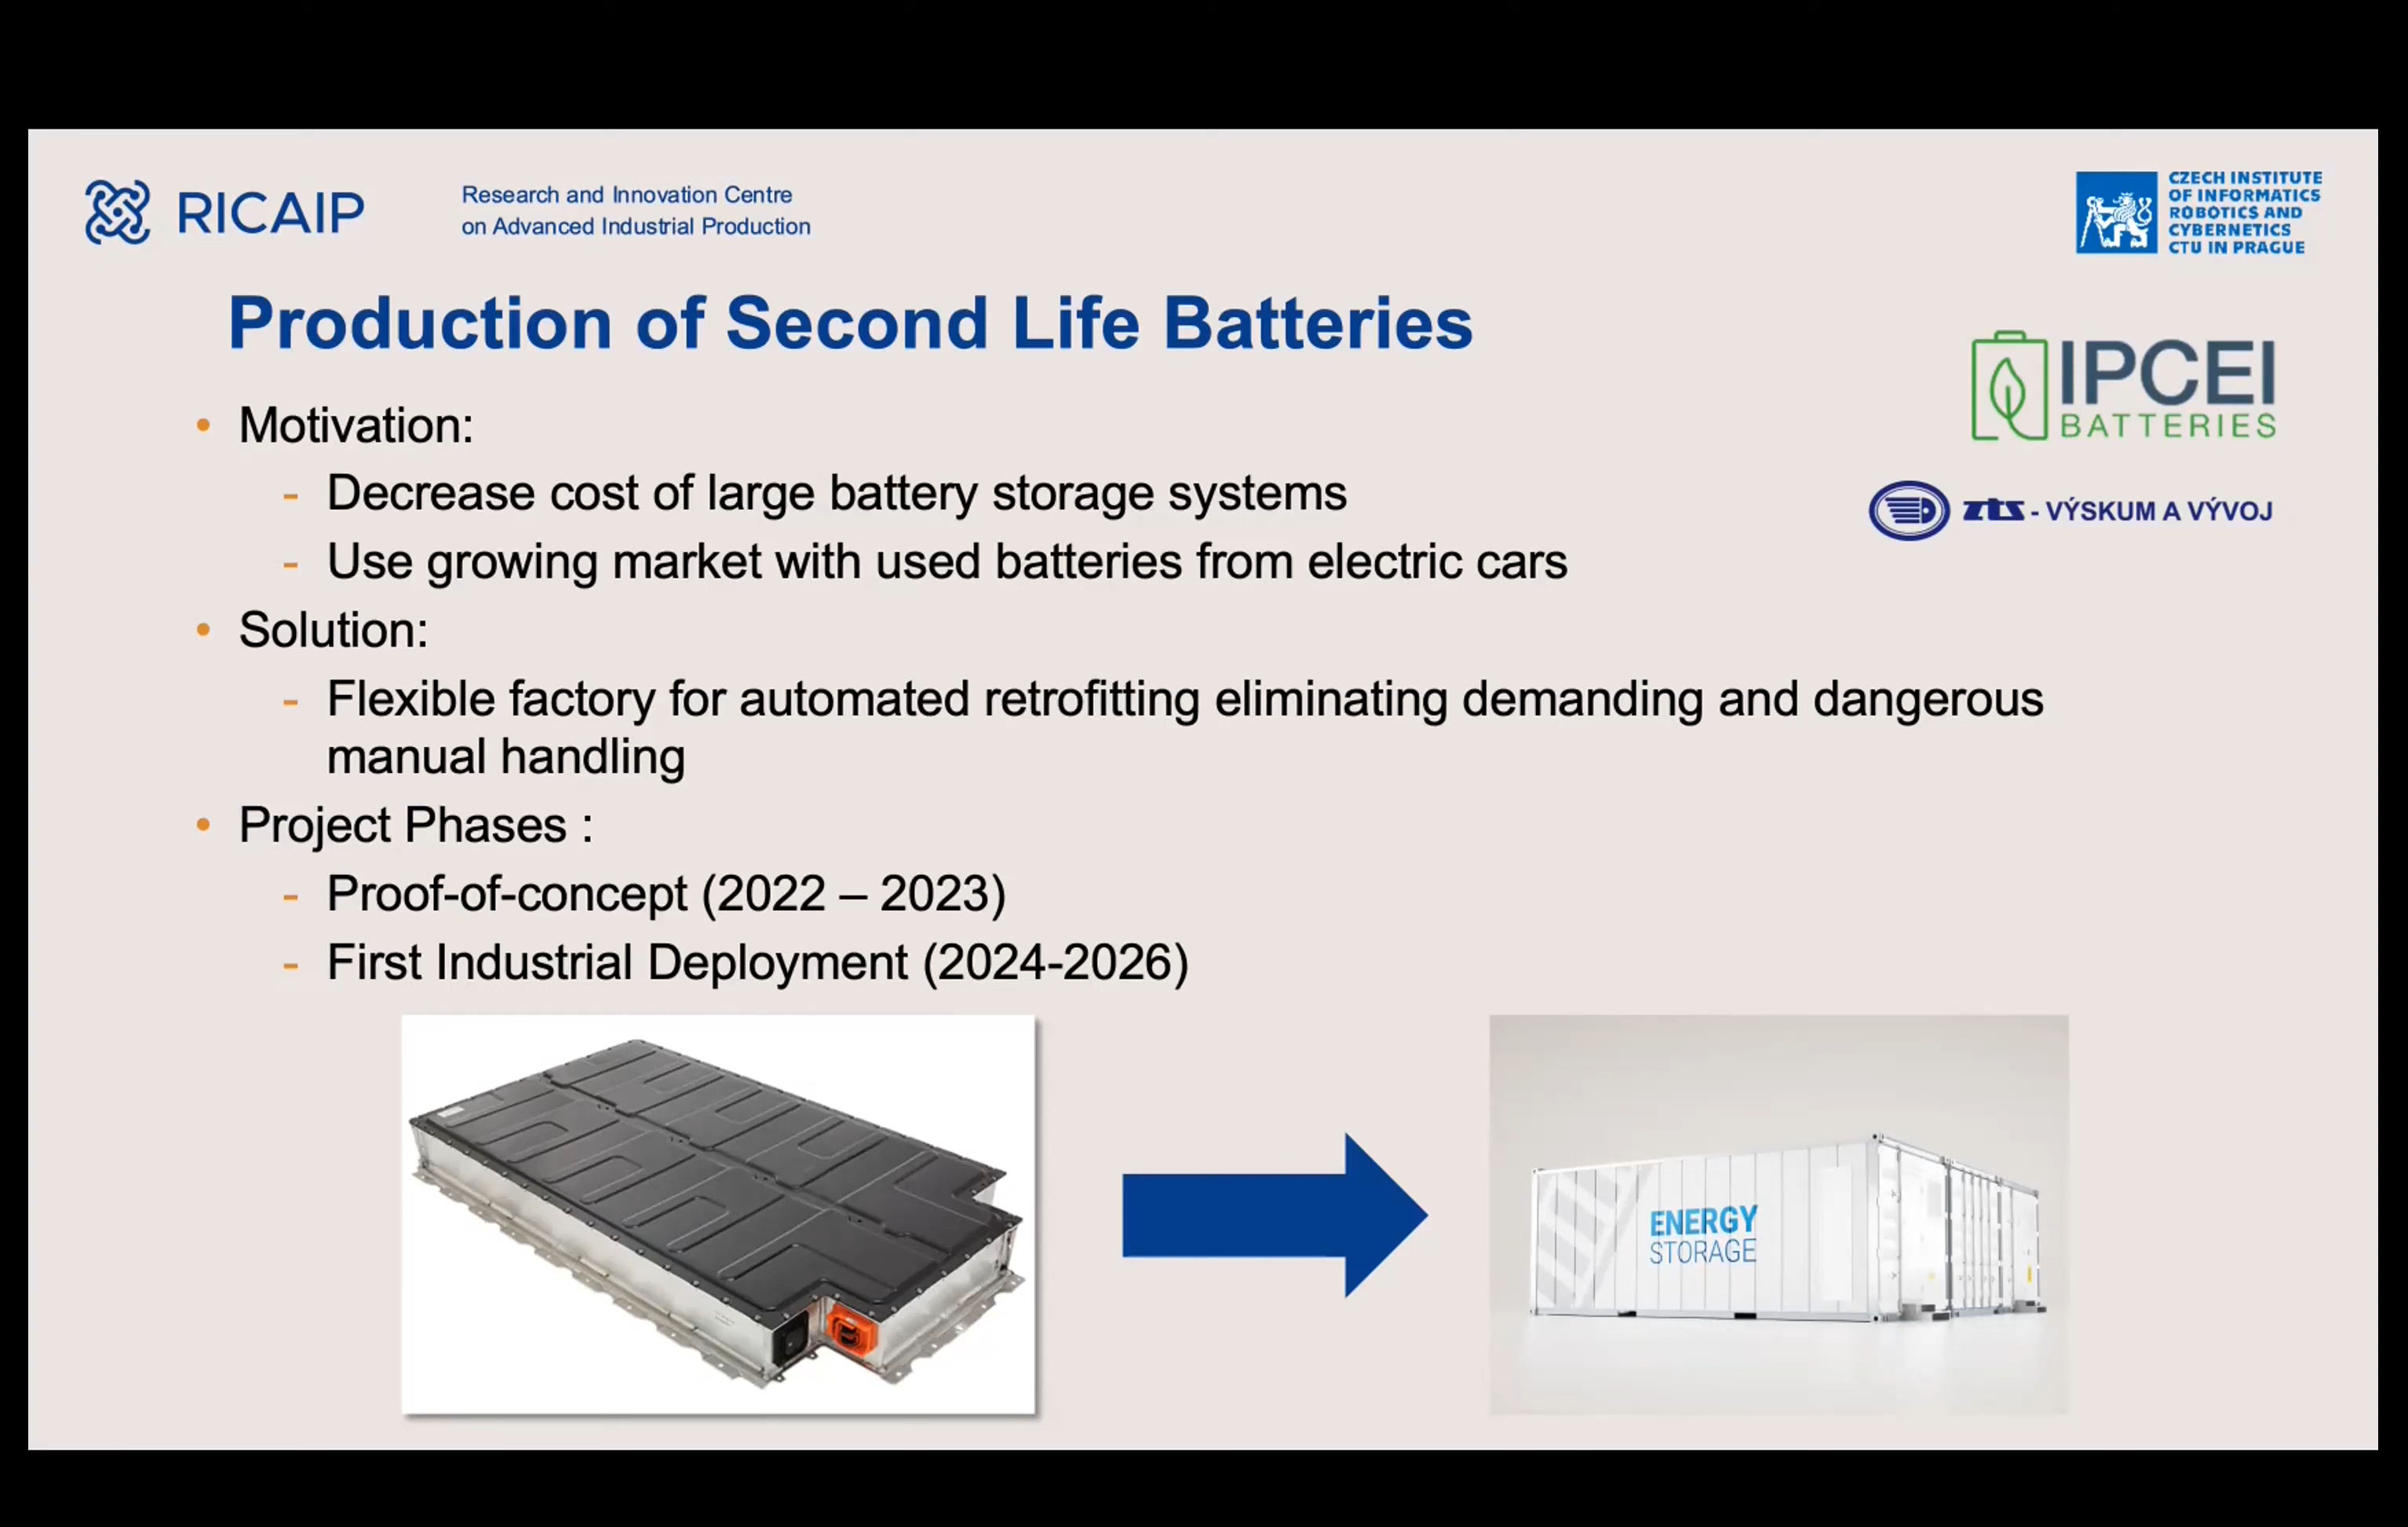 RICAIP
Research and Innovation Centre
on Advanced Industrial Production
CZECH INSTITUTE
OF INFORMATICS
ROBOTICS AND
CYBERNETICS
CTU IN PRAGUE
Production of Second Life Batteries
IPCEI
BATTERIES
zts - VÝSKUM A VÝVOJ
• Motivation:
- Decrease cost of large battery storage systems
- Use growing market with used batteries from electric cars
• Solution:
- Flexible factory for automated retrofitting eliminating demanding and dangerous
manual handling
• Project Phases :
- Proof-of-concept (2022 – 2023)
- First Industrial Deployment (2024-2026)
ENERGY
STORAGE